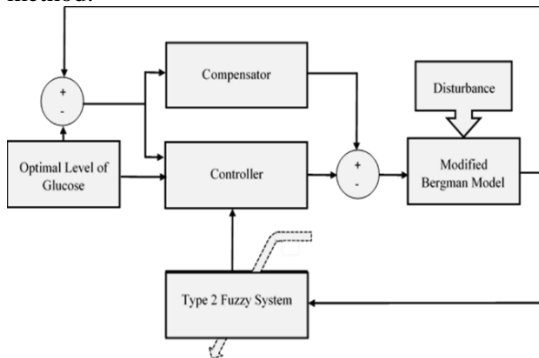 method.
Compensator
Disturbance
+
-
Optimal Level of
Glucose
Controller
+
-
Modified
Bergman Model
Type 2 Fuzzy System